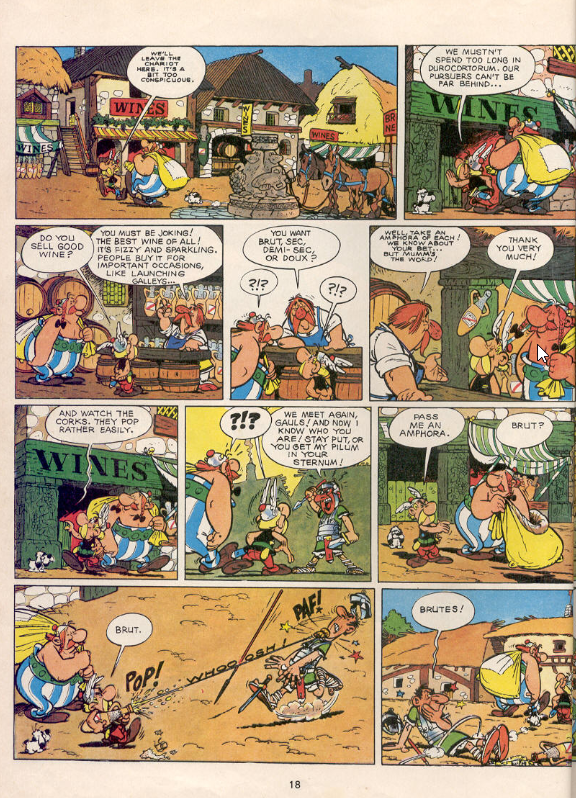 WE'LL
LEAVE THE
CHARIOT
HERE. IT'S A
BIT TOO
CONSPICUOUS.
WINES
WINES
WINES
WINES
BR
NE
WE MUSTN'T
SPEND TOO LONG IN
DUROCORTORUM. OUR
PURSUERS CAN'T BE
FAR BEHIND...
WINES
DO YOU
SELL GOOD
WINE?
YOU MUST BE JOKING!
THE BEST WINE OF ALL!
IT'S FIZZY AND SPARKLING.
PEOPLE BUY IT FOR
IMPORTANT OCCASIONS,
LIKE LAUNCHING
GALLEYS...
YOU WANT
BRUT, SEC,
DEMI-SEC,
OR DOUX?
?!?
?!?
WE'LL TAKE AN
AMPHORA OF EACH!
WE KNOW ABOUT
YOUR BET...
BUT MUMM'S
THE WORD!
THANK
YOU VERY
MUCH!
AND WATCH THE
CORKS. THEY POP
RATHER EASILY.
WINES
?!?
WE MEET AGAIN,
GAULS! AND NOW I
KNOW WHO YOU
ARE! STAY PUT, OR
YOU GET MY PILUM
IN YOUR
STERNUM!
PASS
ME AN
AMPHORA.
BRUT?
BRUT.
POP!
WHOO-OSH!
PAF!
BRUTES!
18